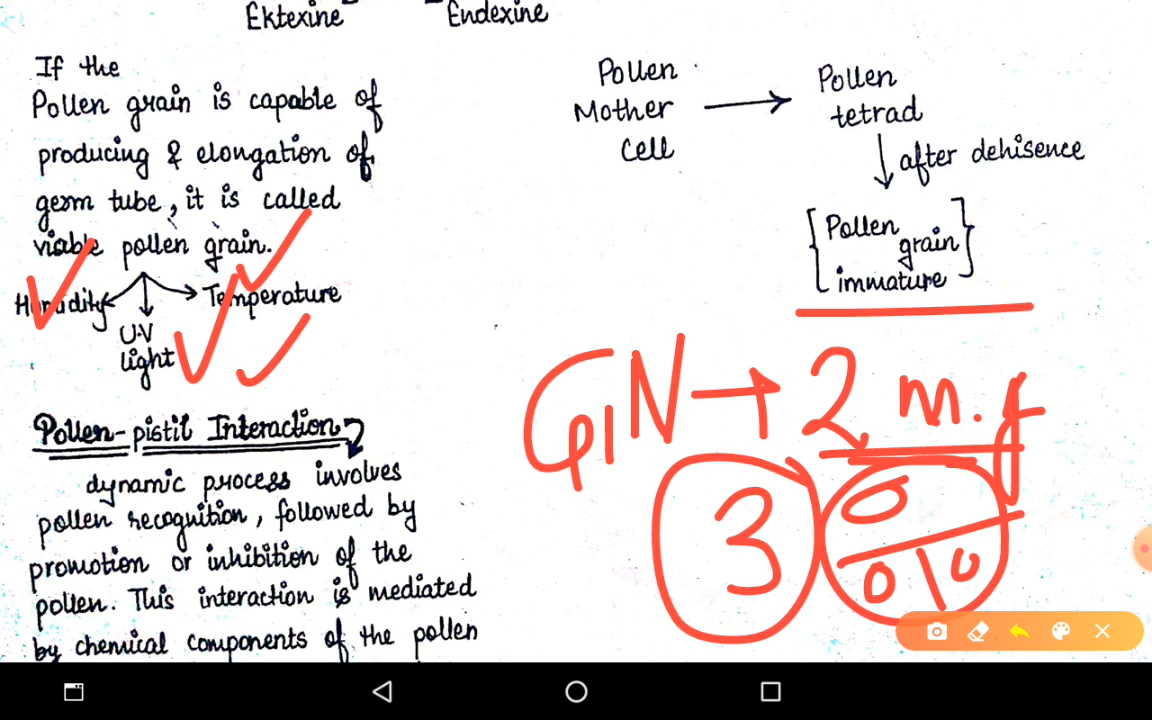 Ektexine
Endexine
If the
Pollen grain is capable of
producing & elongation of
germ tube, it is called
viable pollen grain.
Humidity
Temperature
U.V
light
Pollen-pistil Interaction
dynamic process involves
pollen recognition, followed by
promotion or inhibition of the
pollen. This interaction is mediated
by chemical components of the pollen
Pollen
Mother
Cell
Pollen
tetrad
after dehisence
Pollen
grain
immature
GN → 2 m.g
3